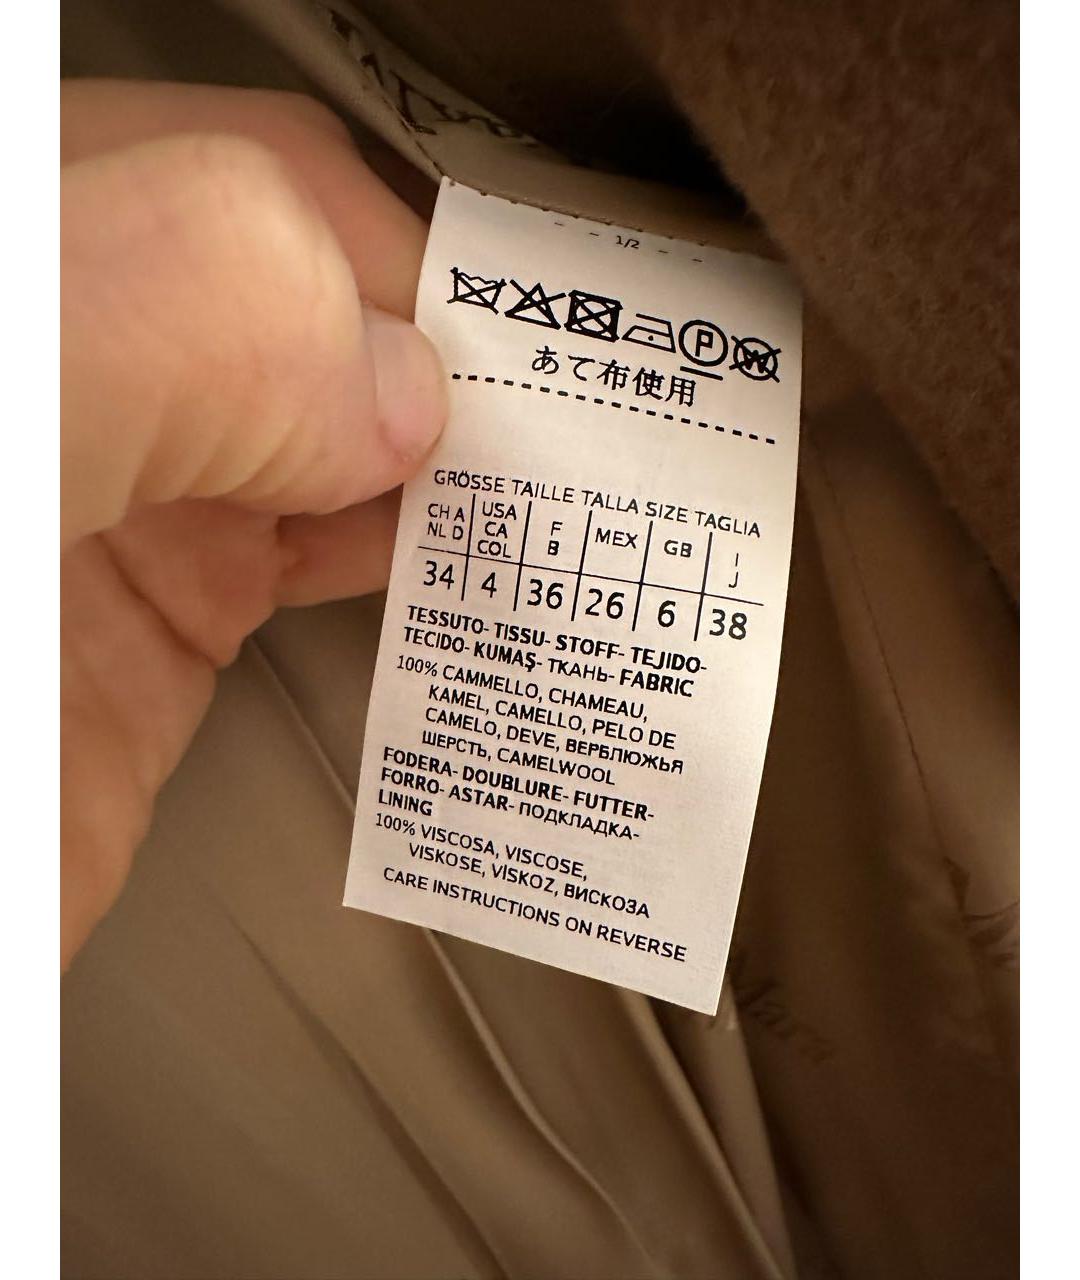 1/2
P
W
あて布使用
GRÖSSE TAILLE TALLA SIZE TAGLIA
CH A USA F MEX GB I
NL D CA B J
COL
34 4 36 26 6 38
TESSUTO- TISSU- STOFF- TEJIDO-
TECIDO- KUMAŞ- ТКАНЬ- FABRIC
100% CAMMELLO, CHAMEAU,
KAMEL, CAMELLO, PELO DE
CAMELO, DEVE, ВЕРБЛЮЖЬЯ
ШЕРСТЬ, CAMELWOOL
FODERA- DOUBLURE- FUTTER-
FORRO- ASTAR- ПОДКЛАДКА-
LINING
100% VISCOSA, VISCOSE,
VISKOSE, VİSKOZ, ВИСКОЗА
CARE INSTRUCTIONS ON REVERSE